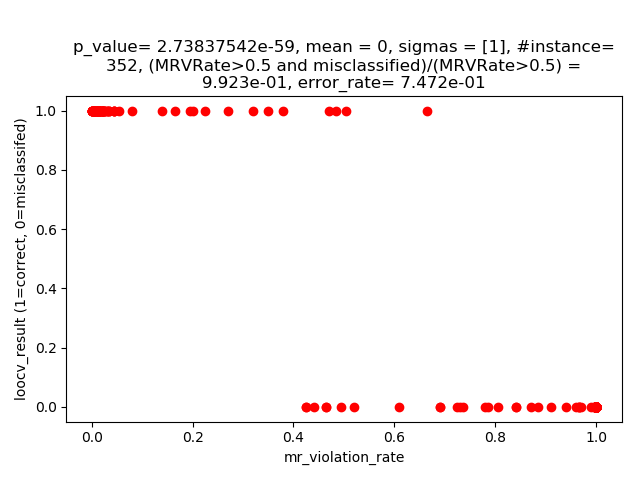 p_value= 2.73837542e-59, mean = 0, sigmas = [1], #instance=
352, (MRVRate>0.5 and misclassified)/(MRVRate>0.5) =
9.923e-01, error_rate= 7.472e-01
loocv_result (1=correct, 0=misclassifed)
1.0
0.8
0.6
0.4
0.2
0.0
0.0 0.2 0.4 0.6 0.8 1.0
mr_violation_rate